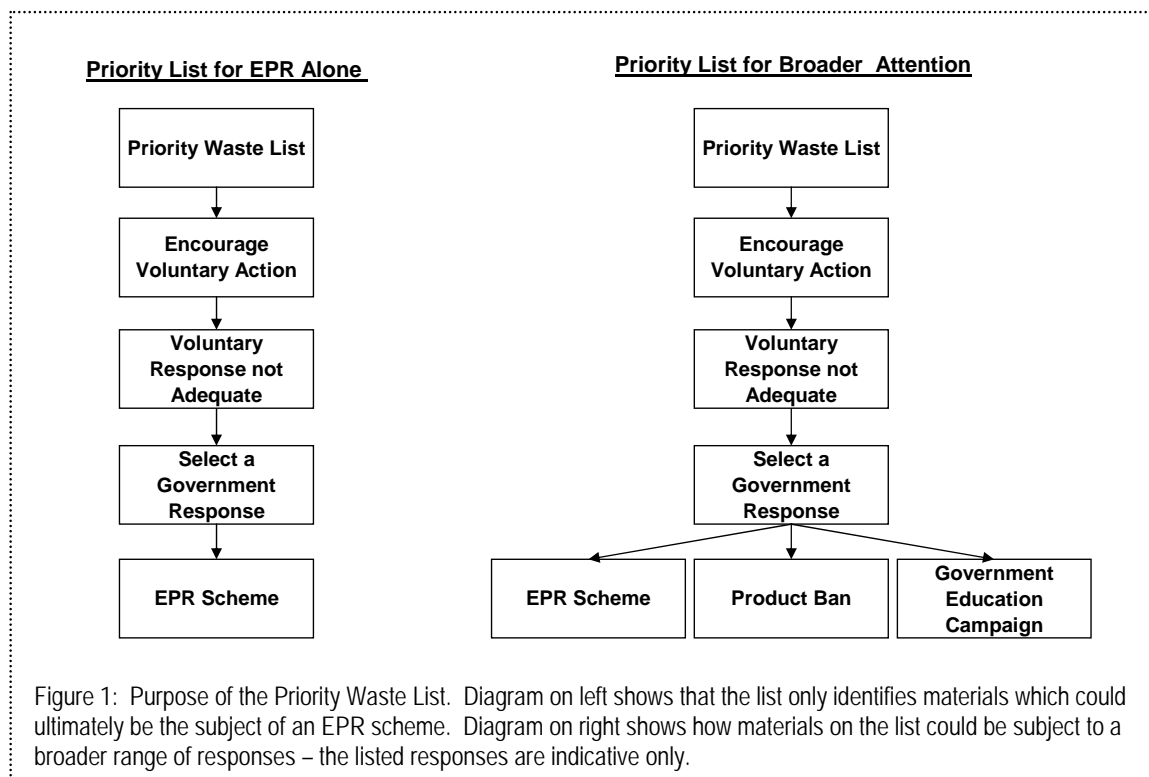 Priority List for EPR Alone
Priority Waste List
Encourage
Voluntary Action
Voluntary
Response not
Adequate
Select a
Government
Response
EPR Scheme
Priority List for Broader Attention
Priority Waste List
Encourage
Voluntary Action
Voluntary
Response not
Adequate
Select a
Government
Response
EPR Scheme
Product Ban
Government
Education
Campaign
Figure 1: Purpose of the Priority Waste List. Diagram on left shows that the list only identifies materials which could
ultimately be the subject of an EPR scheme. Diagram on right shows how materials on the list could be subject to a
broader range of responses – the listed responses are indicative only.